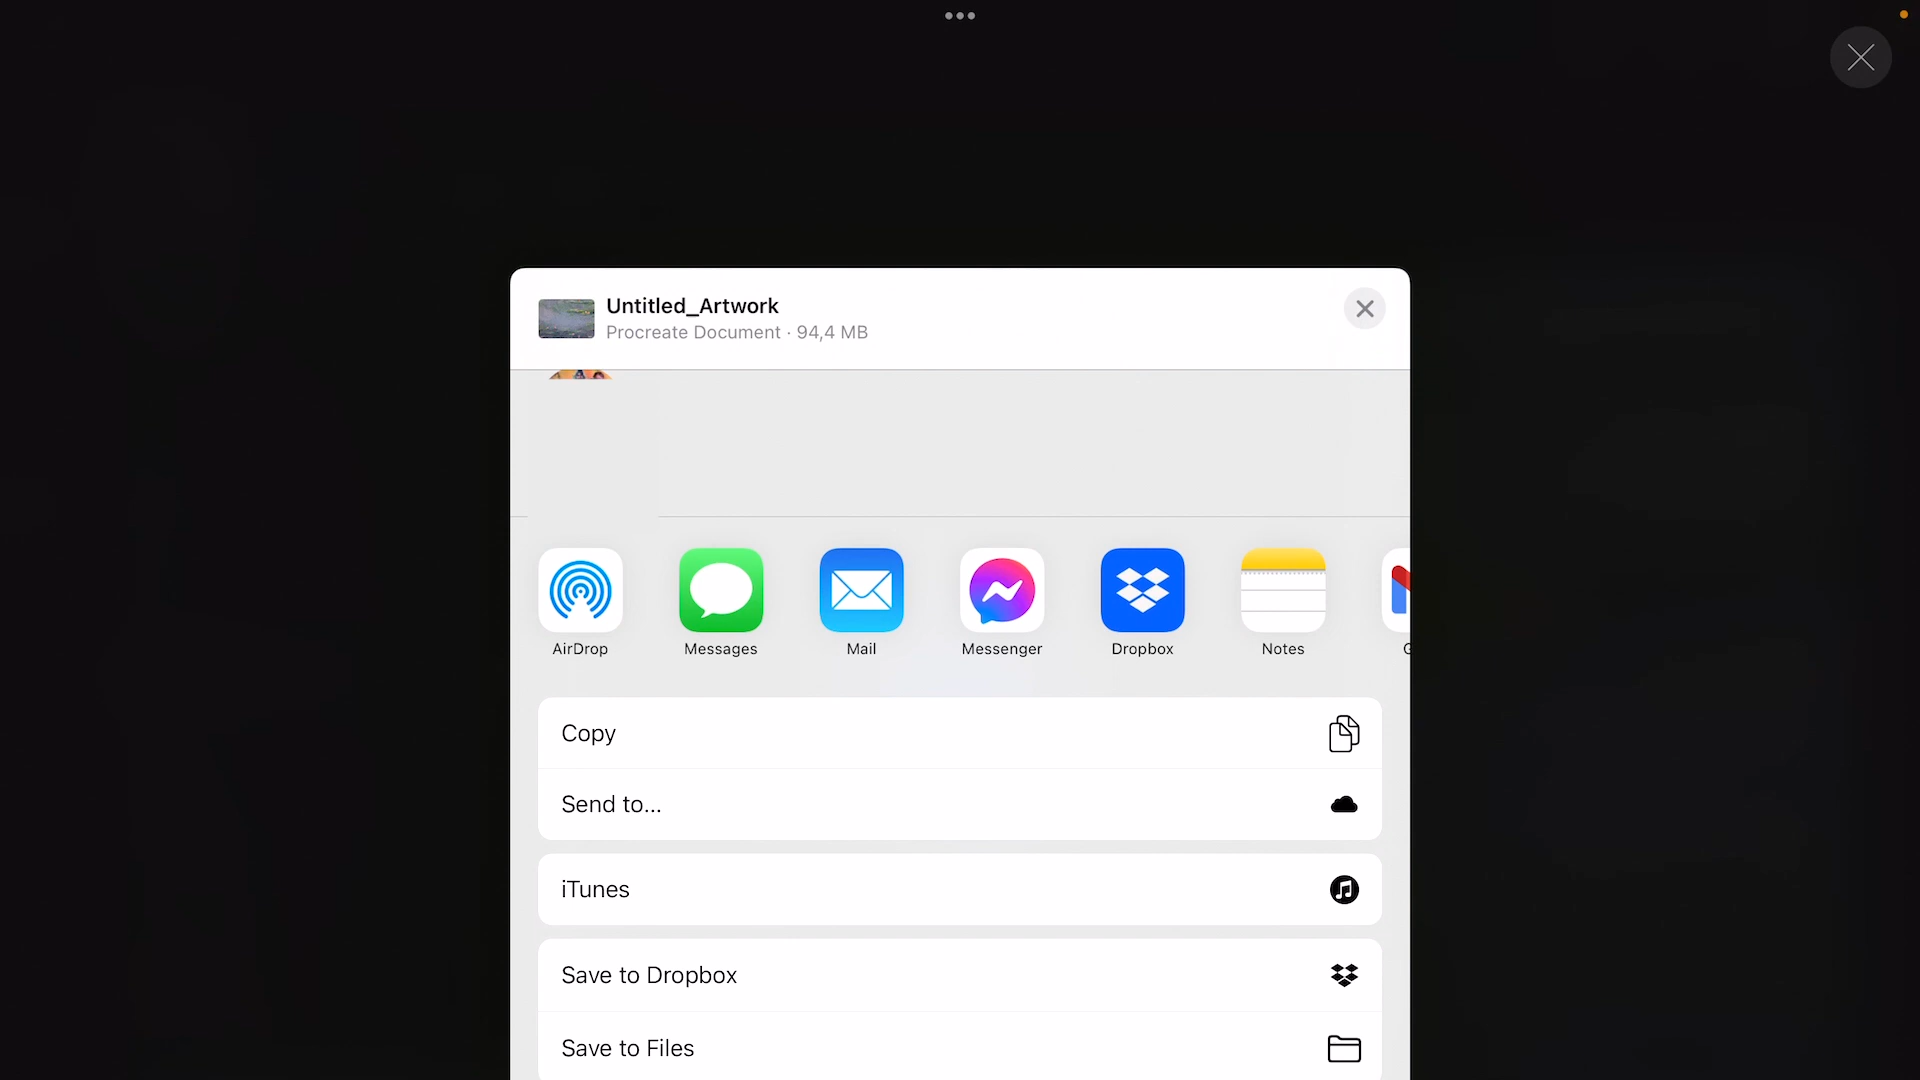 Untitled_Artwork
Procreate Document · 94,4 MB
AirDrop
Messages
Mail
Messenger
Dropbox
Notes
Copy
Send to...
iTunes
Save to Dropbox
Save to Files